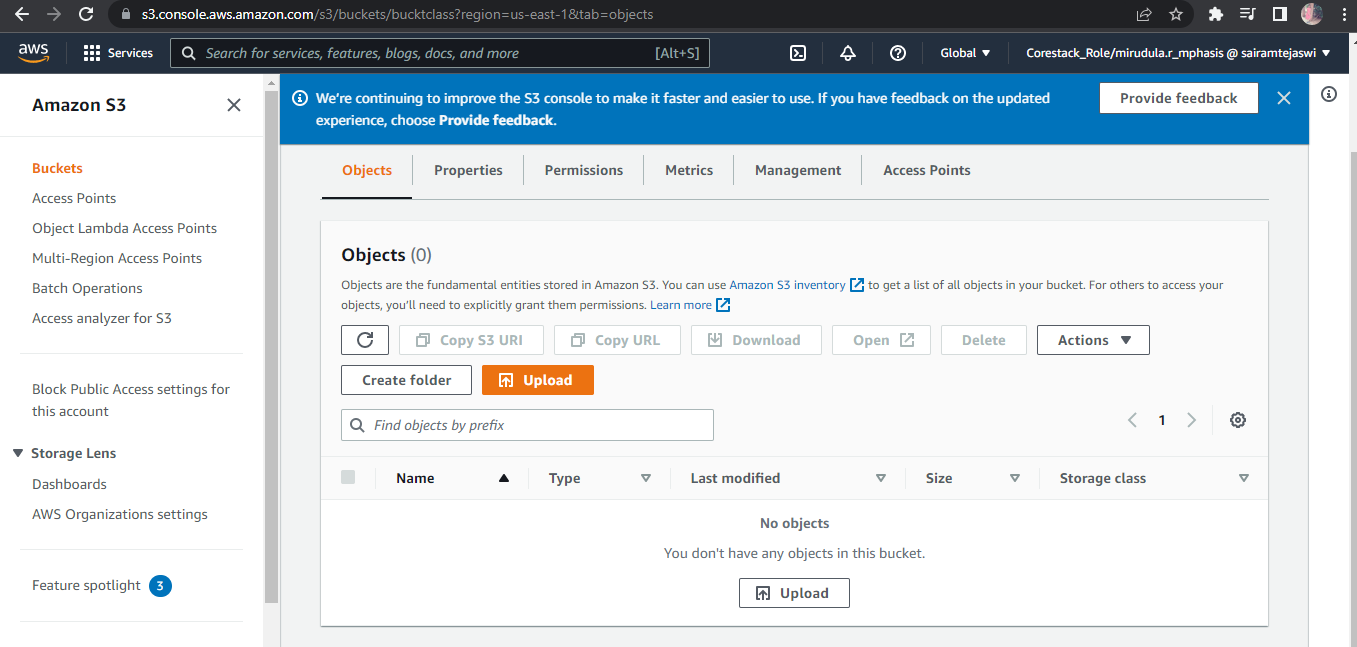 s3.console.aws.amazon.com/s3/buckets/bucktclass?region=us-east-1&tab=objects
aws
Services
Search for services, features, blogs, docs, and more
[Alt+S]
Global
Corestack_Role/mirudula.r_mphasis @ sairamtejaswi
Amazon S3
Buckets
Access Points
Object Lambda Access Points
Multi-Region Access Points
Batch Operations
Access analyzer for S3
Block Public Access settings for
this account
Storage Lens
Dashboards
AWS Organizations settings
Feature spotlight 3
We're continuing to improve the S3 console to make it faster and easier to use. If you have feedback on the updated
experience, choose Provide feedback.
Provide feedback
Objects
Properties
Permissions
Metrics
Management
Access Points
Objects (0)
Objects are the fundamental entities stored in Amazon S3. You can use Amazon S3 inventory to get a list of all objects in your bucket. For others to access your
objects, you'll need to explicitly grant them permissions. Learn more
Copy S3 URI
Copy URL
Download
Open
Delete
Actions
Create folder
Upload
Find objects by prefix
1
Name
Type
Last modified
Size
Storage class
No objects
You don't have any objects in this bucket.
Upload